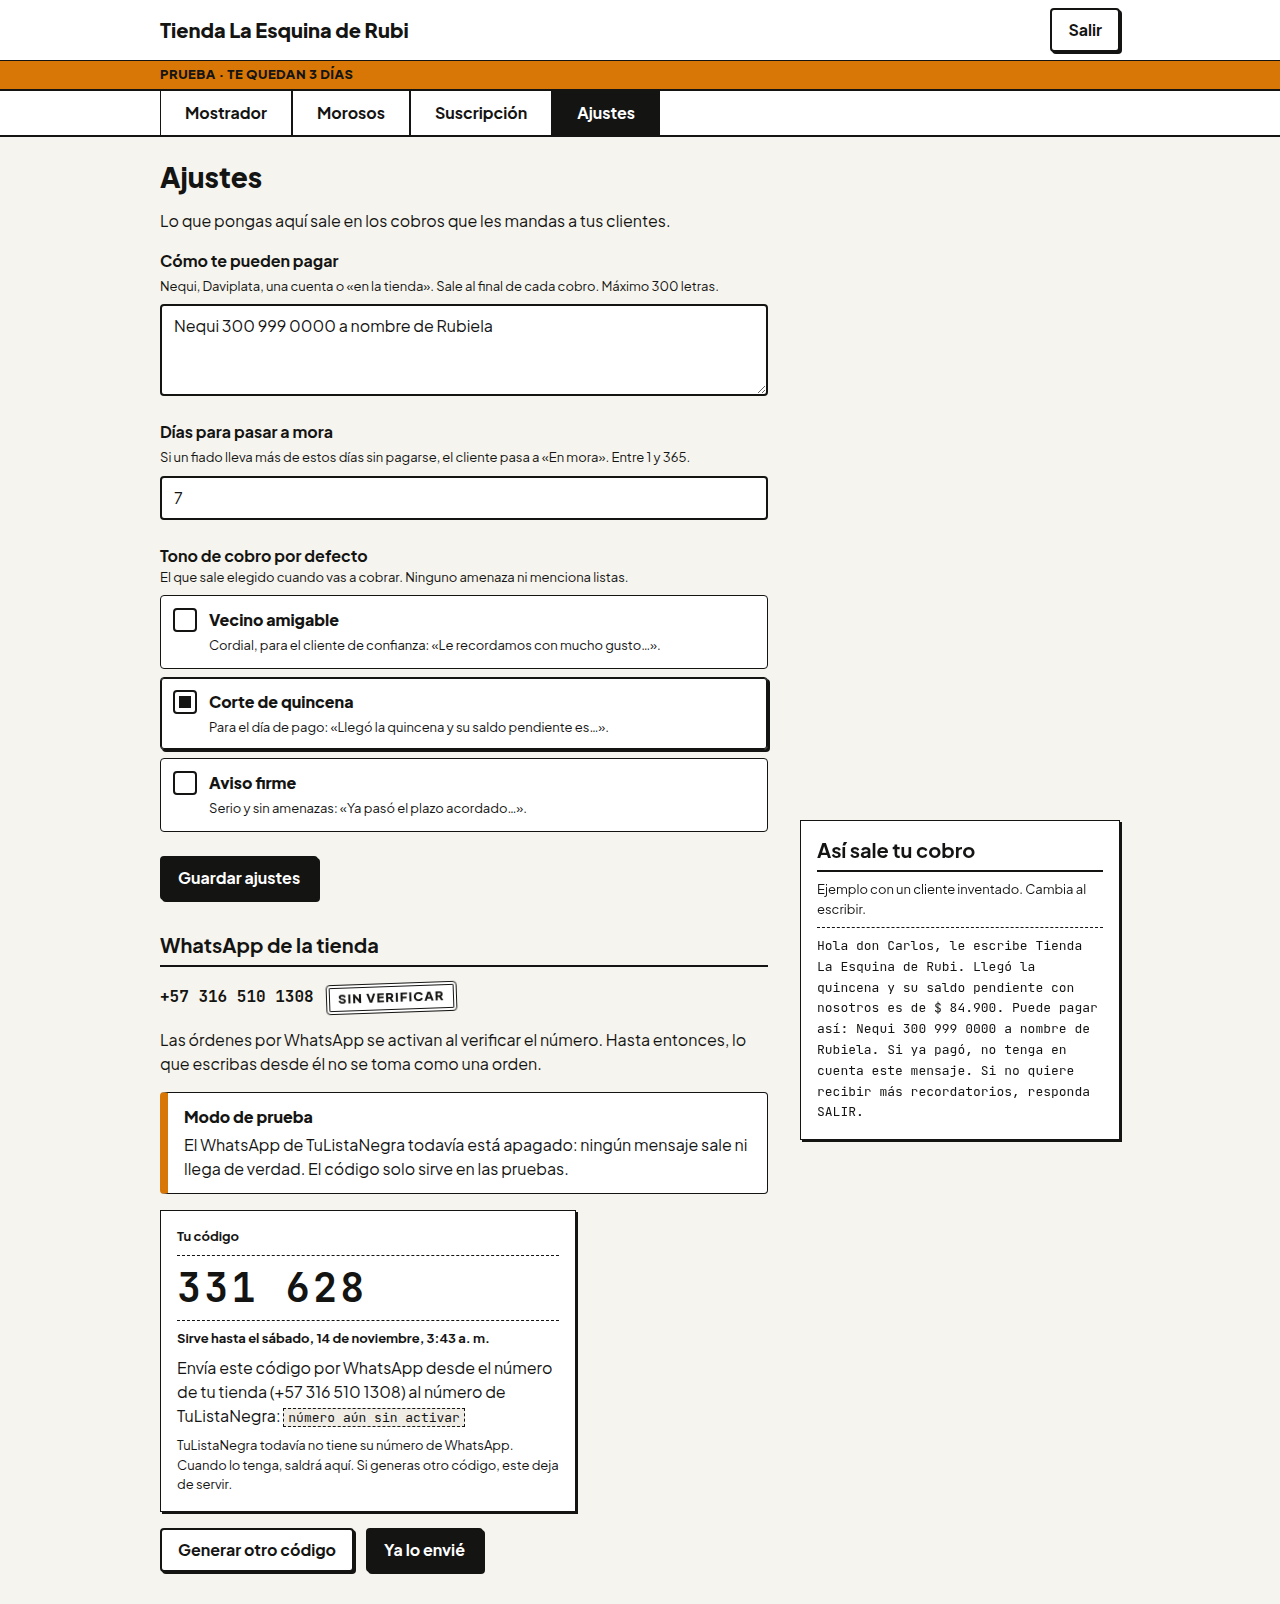 Tienda La Esquina de Rubi
Salir
PRUEBA · TE QUEDAN 3 DÍAS
Mostrador
Morosos
Suscripción
Ajustes
Ajustes
Lo que pongas aquí sale en los cobros que les mandas a tus clientes.
Cómo te pueden pagar
Nequi, Daviplata, una cuenta o «en la tienda». Sale al final de cada cobro. Máximo 300 letras.
Nequi 300 999 0000 a nombre de Rubiela
Días para pasar a mora
Si un fiado lleva más de estos días sin pagarse, el cliente pasa a «En mora». Entre 1 y 365.
7
Tono de cobro por defecto
El que sale elegido cuando vas a cobrar. Ninguno amenaza ni menciona listas.
Vecino amigable
Cordial, para el cliente de confianza: «Le recordamos con mucho gusto…».
Corte de quincena
Para el día de pago: «Llegó la quincena y su saldo pendiente es…».
Aviso firme
Serio y sin amenazas: «Ya pasó el plazo acordado…».
Guardar ajustes
WhatsApp de la tienda
+57 316 510 1308
SIN VERIFICAR
Las órdenes por WhatsApp se activan al verificar el número. Hasta entonces, lo
que escribas desde él no se toma como una orden.
Modo de prueba
El WhatsApp de TuListaNegra todavía está apagado: ningún mensaje sale ni
llega de verdad. El código solo sirve en las pruebas.
Tu código
331 628
Sirve hasta el sábado, 14 de noviembre, 3:43 a. m.
Envía este código por WhatsApp desde el número
de tu tienda (+57 316 510 1308) al número de
TuListaNegra: número aún sin activar
TuListaNegra todavía no tiene su número de WhatsApp.
Cuando lo tenga, saldrá aquí. Si generas otro código, este deja
de servir.
Generar otro código
Ya lo envié
Así sale tu cobro
Ejemplo con un cliente inventado. Cambia al
escribir.
Hola don Carlos, le escribe Tienda
La Esquina de Rubi. Llegó la
quincena y su saldo pendiente con
nosotros es de $ 84.900. Puede pagar
así: Nequi 300 999 0000 a nombre de
Rubiela. Si ya pagó, no tenga en
cuenta este mensaje. Si no quiere
recibir más recordatorios, responda
SALIR.